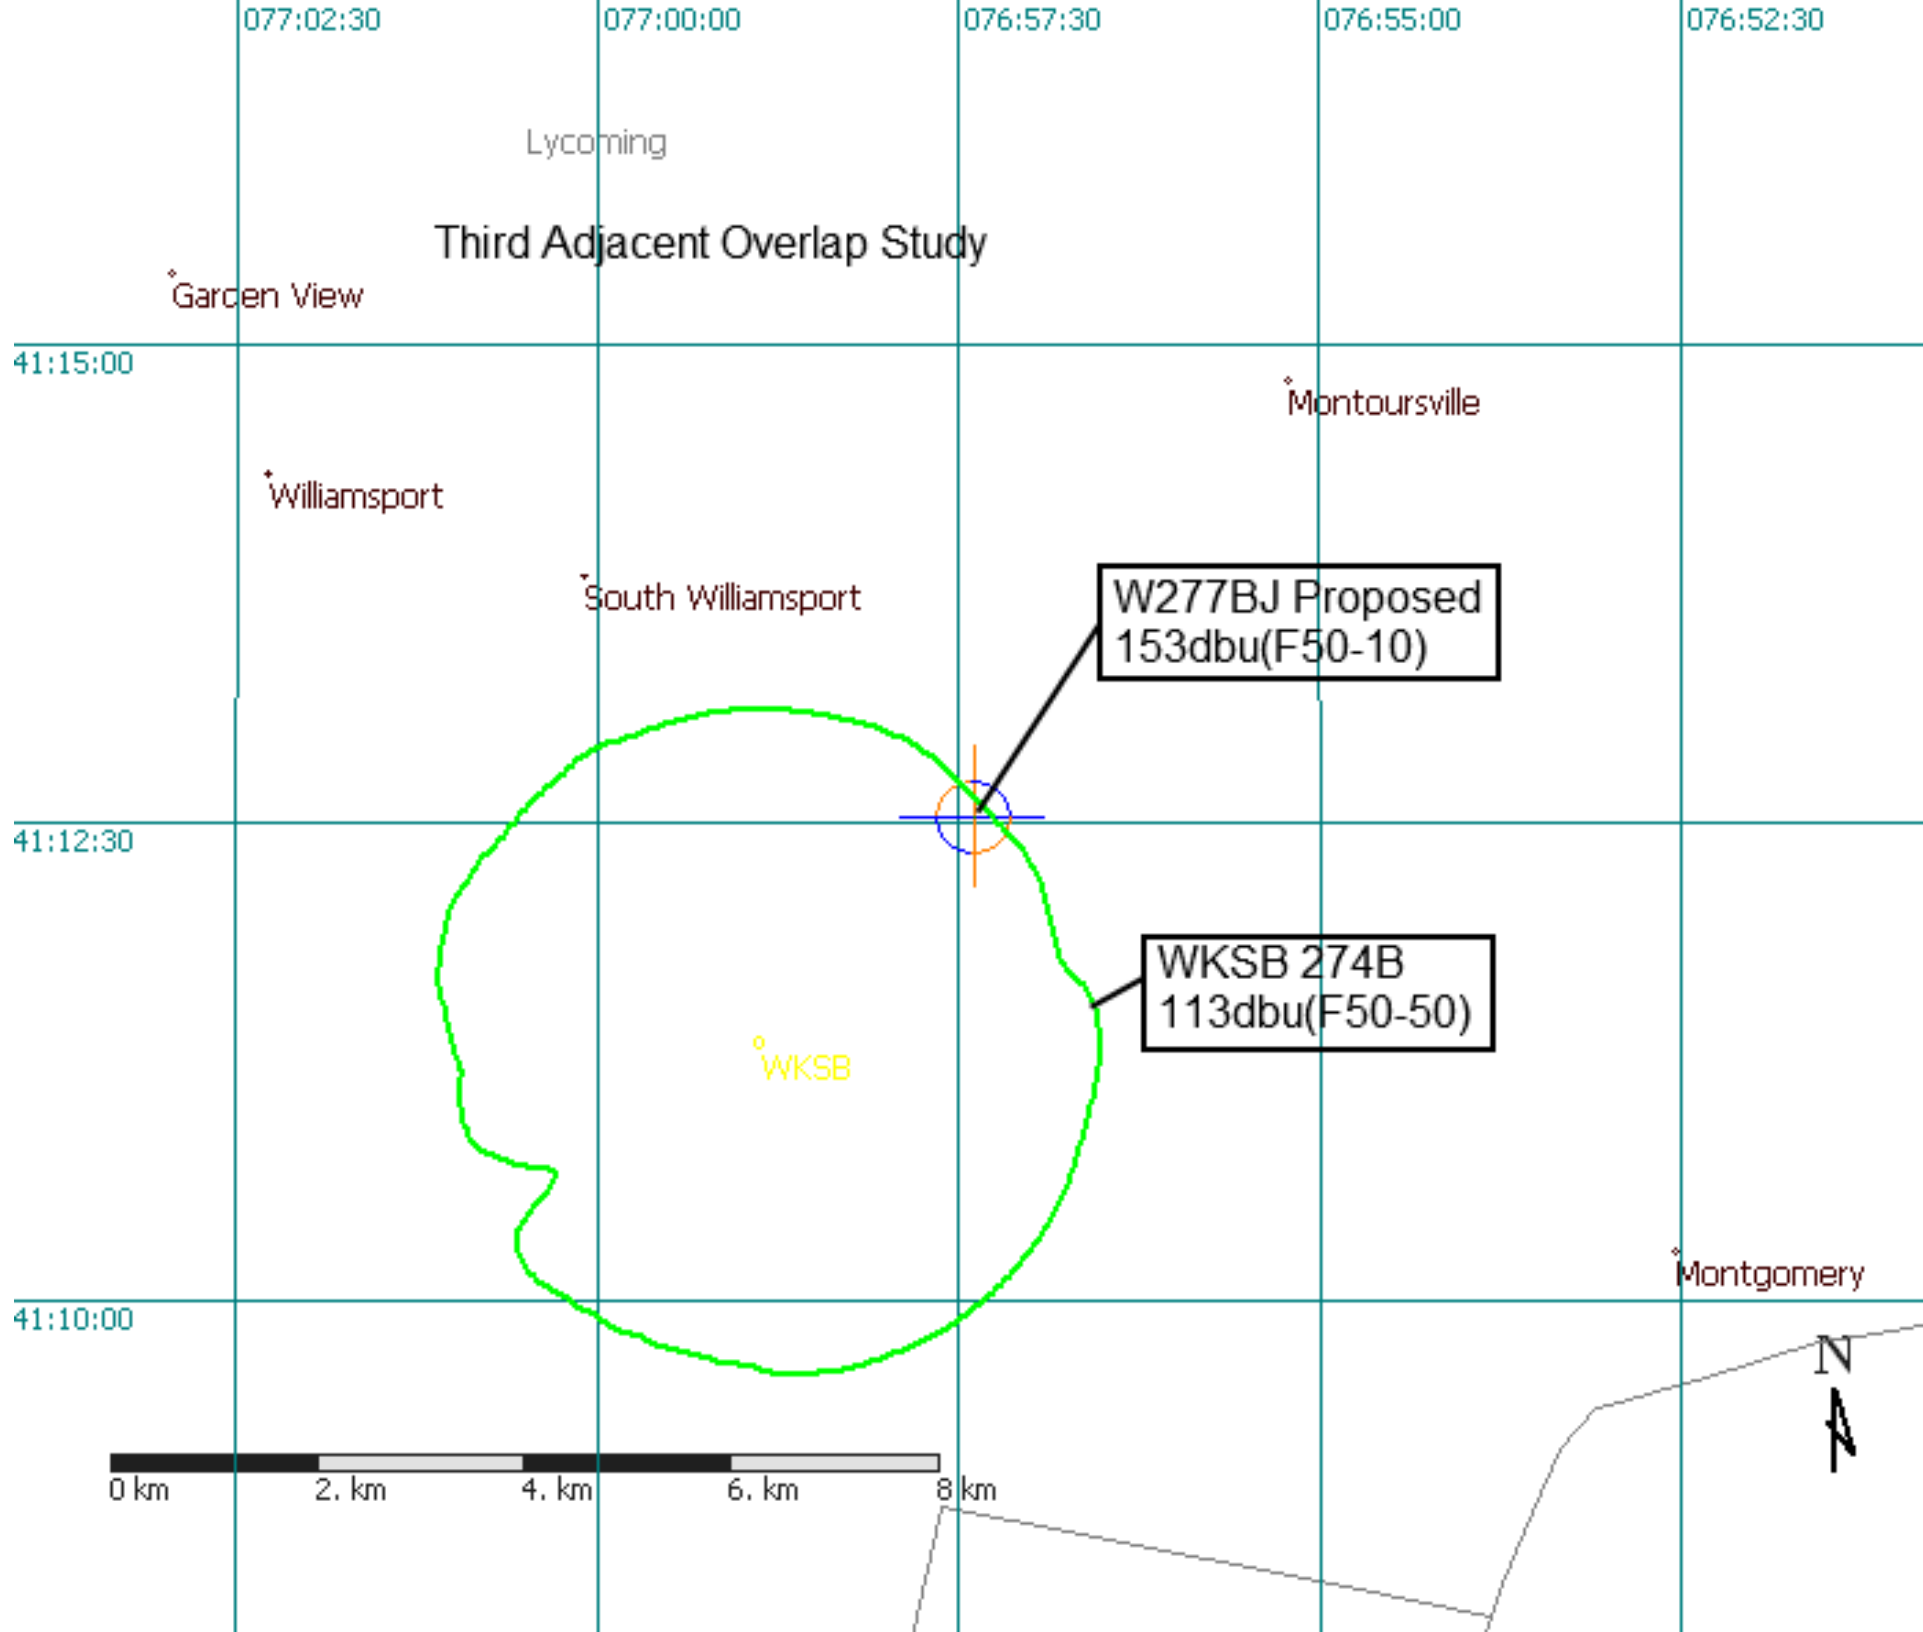 077:02:30
077:00:00
076:57:30
076:55:00
076:52:30
Lycoming
Third Adjacent Overlap Study
Garden View
41:15:00
Montoursville
Williamsport
South Williamsport
W277BJ Proposed
153dbu(F50-10)
41:12:30
WKSB 274B
113dbu(F50-50)
WKSB
Montgomery
41:10:00
N
0 km
2. km
4. km
6. km
8 km